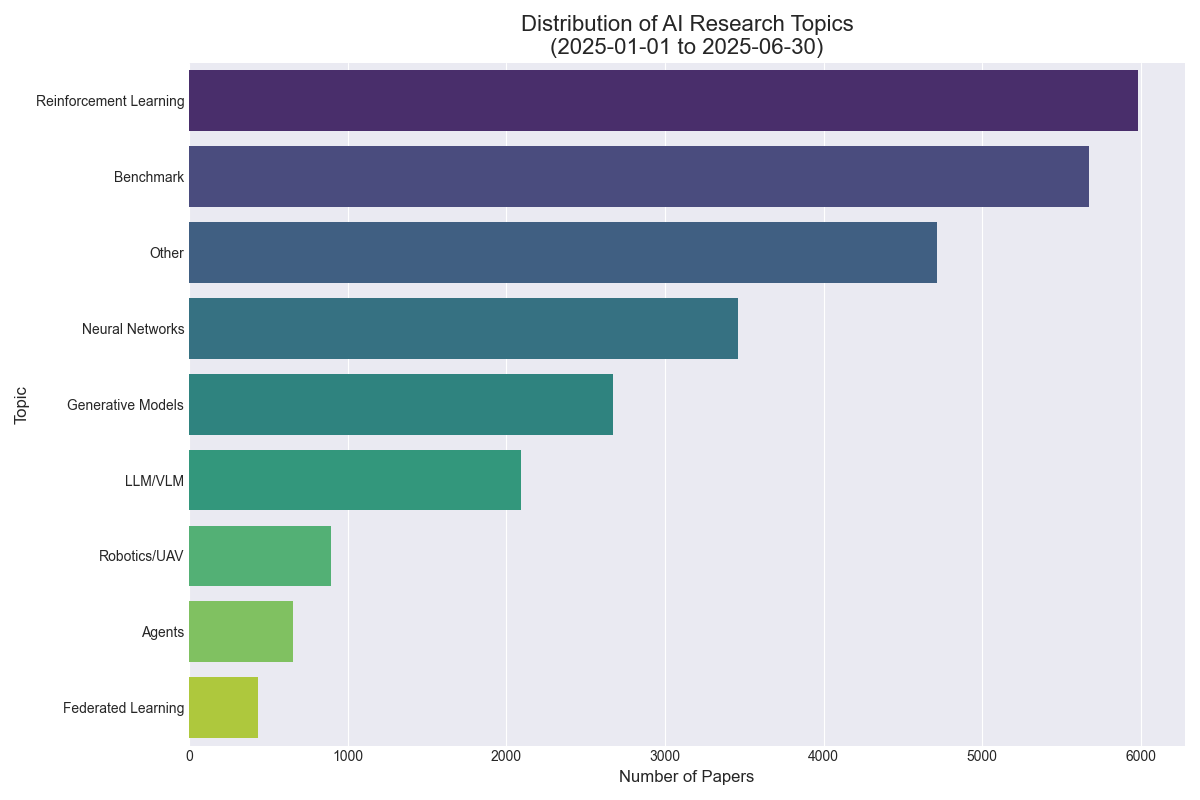 Distribution of AI Research Topics
(2025-01-01 to 2025-06-30)
Topic
Reinforcement Learning
Benchmark
Other
Neural Networks
Generative Models
LLM/VLM
Robotics/UAV
Agents
Federated Learning
0 1000 2000 3000 4000 5000 6000
Number of Papers